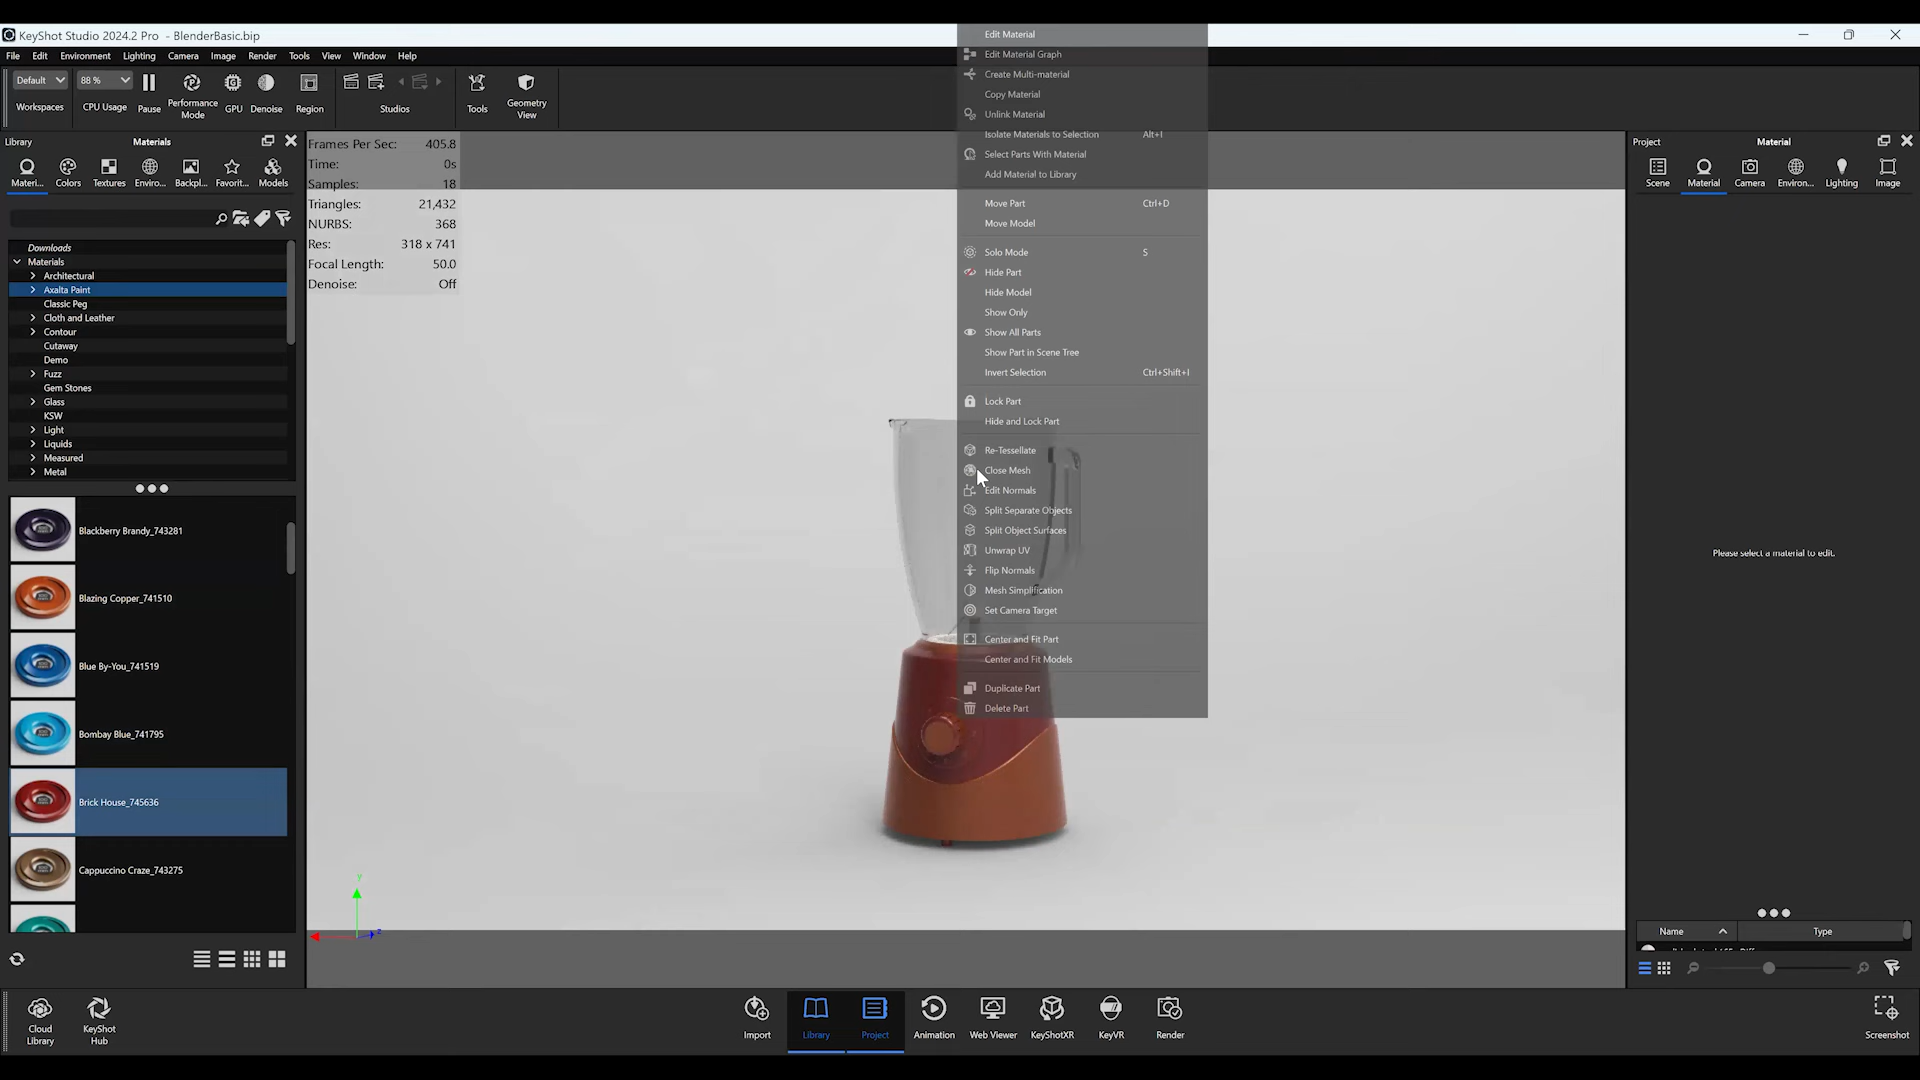 KeyShot Studio 2024.2 Pro - BlenderBasic.bip
File Edit Environment Lighting Camera Image Render Tools View Window Help
Default 88 %
Workspaces CPU Usage Pause Performance Mode GPU Denoise Region Studios Tools Geometry View
Library Materials
Materi... Colors Textures Enviro... Backpl... Favorit... Models
Downloads
Materials
Architectural
Axalta Paint
Classic Peg
Cloth and Leather
Contour
Cutaway
Demo
Fuzz
Gem Stones
Glass
KSW
Light
Liquids
Measured
Metal
Blackberry Brandy_743281
Blazing Copper_741510
Blue By-You_741519
Bombay Blue_741795
Brick House_745636
Cappuccino Craze_743275
Frames Per Sec: 405.8
Time: 0s
Samples: 18
Triangles: 21,432
NURBS: 368
Res: 318 x 741
Focal Length: 50.0
Denoise: Off
y
z
Edit Material
Edit Material Graph
Create Multi-material
Copy Material
Unlink Material
Isolate Materials to Selection Alt+I
Select Parts With Material
Add Material to Library
Move Part Ctrl+D
Move Model
Solo Mode S
Hide Part
Hide Model
Show Only
Show All Parts
Show Part in Scene Tree
Invert Selection Ctrl+Shift+I
Lock Part
Hide and Lock Part
Re-Tessellate
Close Mesh
Edit Normals
Split Separate Objects
Split Object Surfaces
Unwrap UV
Flip Normals
Mesh Simplification
Set Camera Target
Center and Fit Part
Center and Fit Models
Duplicate Part
Delete Part
Project Material
Scene Material Camera Environ... Lighting Image
Please select a material to edit.
Name Type
Cloud Library KeyShot Hub
Import Library Project Animation Web Viewer KeyShotXR KeyVR Render
Screenshot